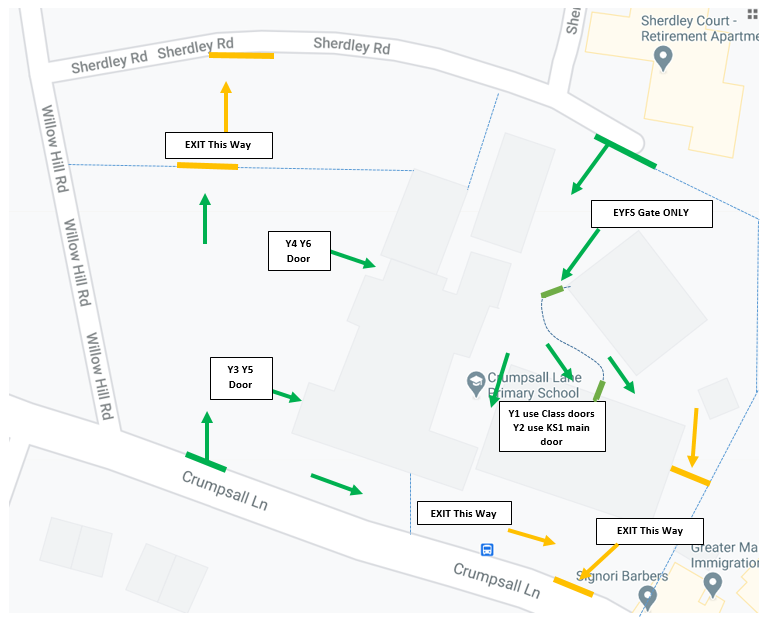 Sherdley Court -
Retirement Apartme
Sherdley Rd
Sherdley Rd
Sherdley Rd
Sher
EXIT This Way
Willow Hill Rd
Willow Hill Rd
Willow Hill Rd
EYFS Gate ONLY
Y4 Y6
Door
Y3 Y5
Door
Crumpsall Lane
Primary School
Y1 use Class doors
Y2 use KS1 main
door
Crumpsall Ln
EXIT This Way
EXIT This Way
Crumpsall Ln
Signori Barbers
Greater Ma
Immigration